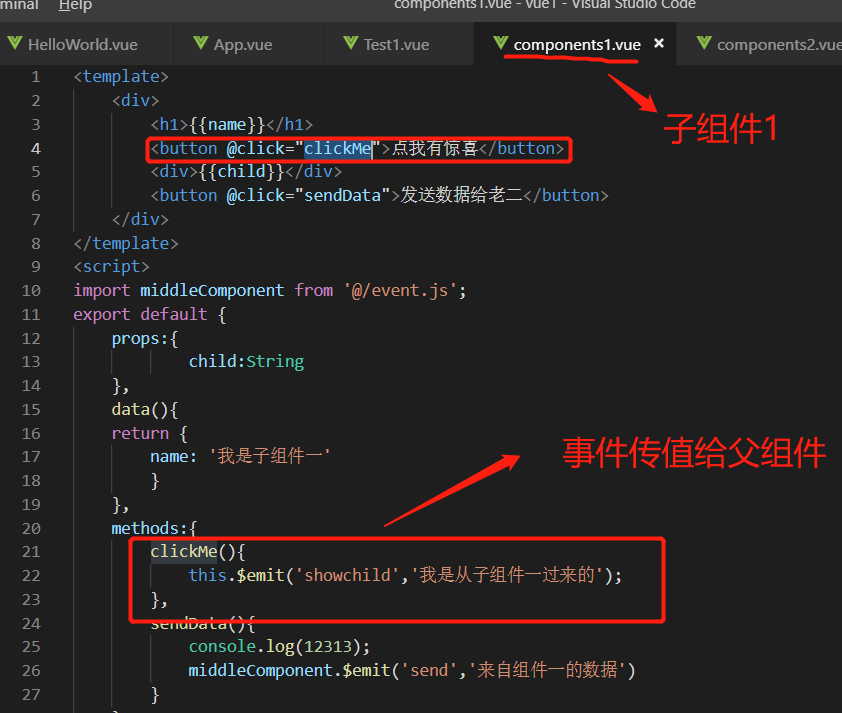 minal Help components1.vue - vue1 - Visual Studio Code
HelloWorld.vue App.vue Test1.vue components1.vue × components2.vue
子组件1
1 <template>
2 <div>
3 <h1>{{name}}</h1>
4 <button @click="clickMe">点我有惊喜</button>
5 <div>{{child}}</div>
6 <button @click="sendData">发送数据给老二</button>
7 </div>
8 </template>
9 <script>
10 import middleComponent from '@/event.js';
11 export default {
12 props:{
13 child:String
14 },
15 data(){
16 return {
17 name: '我是子组件一'
18 }
19 },
事件传值给父组件
20 methods:{
21 clickMe(){
22 this.$emit('showchild','我是从子组件一过来的');
23 },
24 sendData(){
25 console.log(12313);
26 middleComponent.$emit('send','来自组件一的数据')
27 }